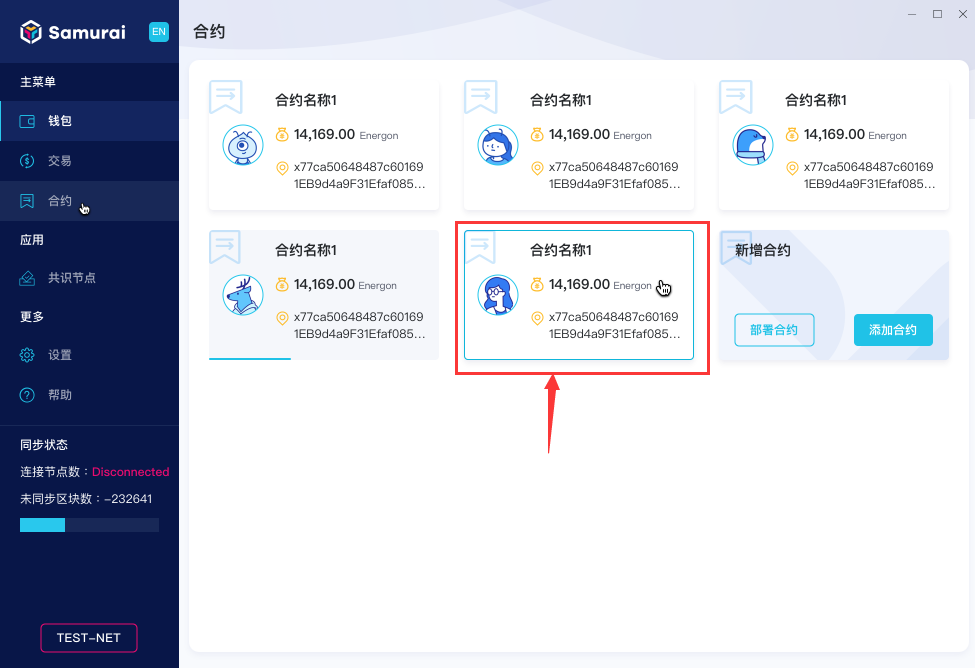 Samurai
EN
主菜单
钱包
交易
合约
应用
共识节点
更多
设置
帮助
同步状态
连接节点数：Disconnected
未同步区块数：-232641
TEST-NET
合约
合约名称1
14,169.00 Energon
x77ca50648487c60169
1EB9d4a9F31Efaf085...
合约名称1
14,169.00 Energon
x77ca50648487c60169
1EB9d4a9F31Efaf085...
合约名称1
14,169.00 Energon
x77ca50648487c60169
1EB9d4a9F31Efaf085...
合约名称1
14,169.00 Energon
x77ca50648487c60169
1EB9d4a9F31Efaf085...
合约名称1
14,169.00 Energon
x77ca50648487c60169
1EB9d4a9F31Efaf085...
新增合约
部署合约
添加合约